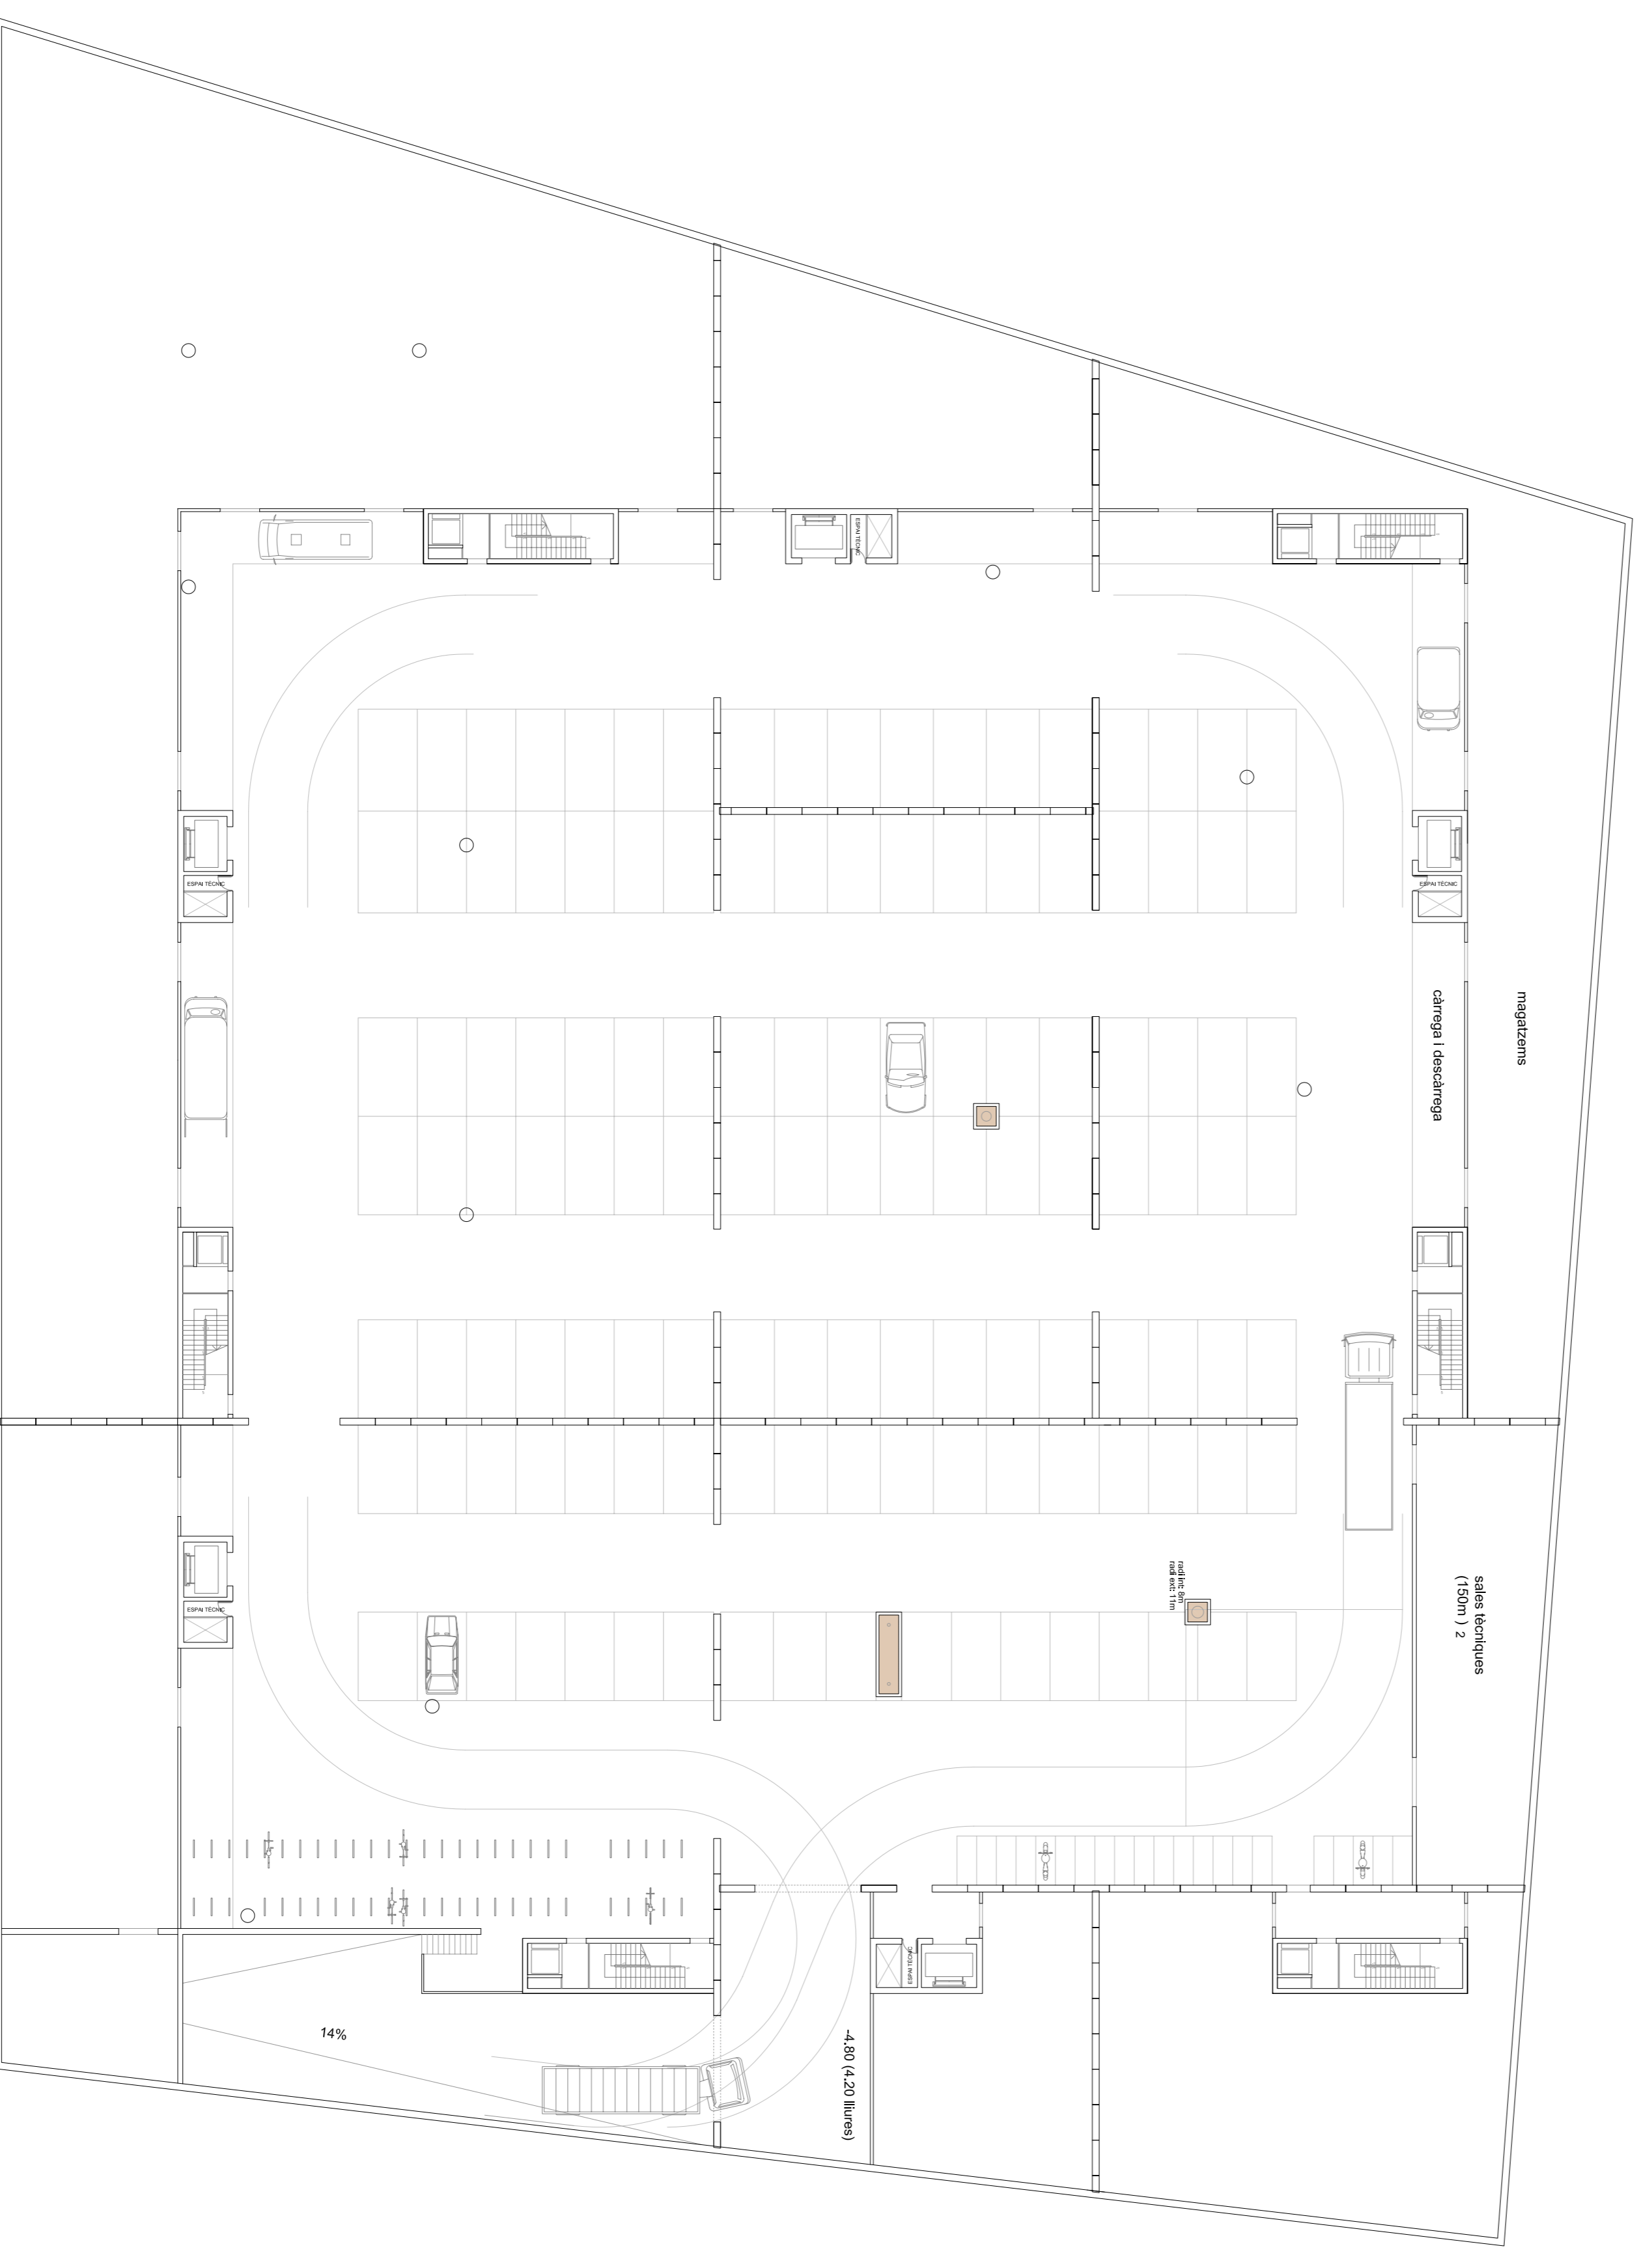 ESPAI TÈCNIC
ESPAI TÈCNIC
ESPAI TÈCNIC
magatzems
càrrega i descàrrega
radi int: 8m
radi ext: 11m
sales tècniques
(150m ) 2
ESPAI TÈCNIC
ESPAI TÈCNIC
14%
-4.80 (4.20 lliures)